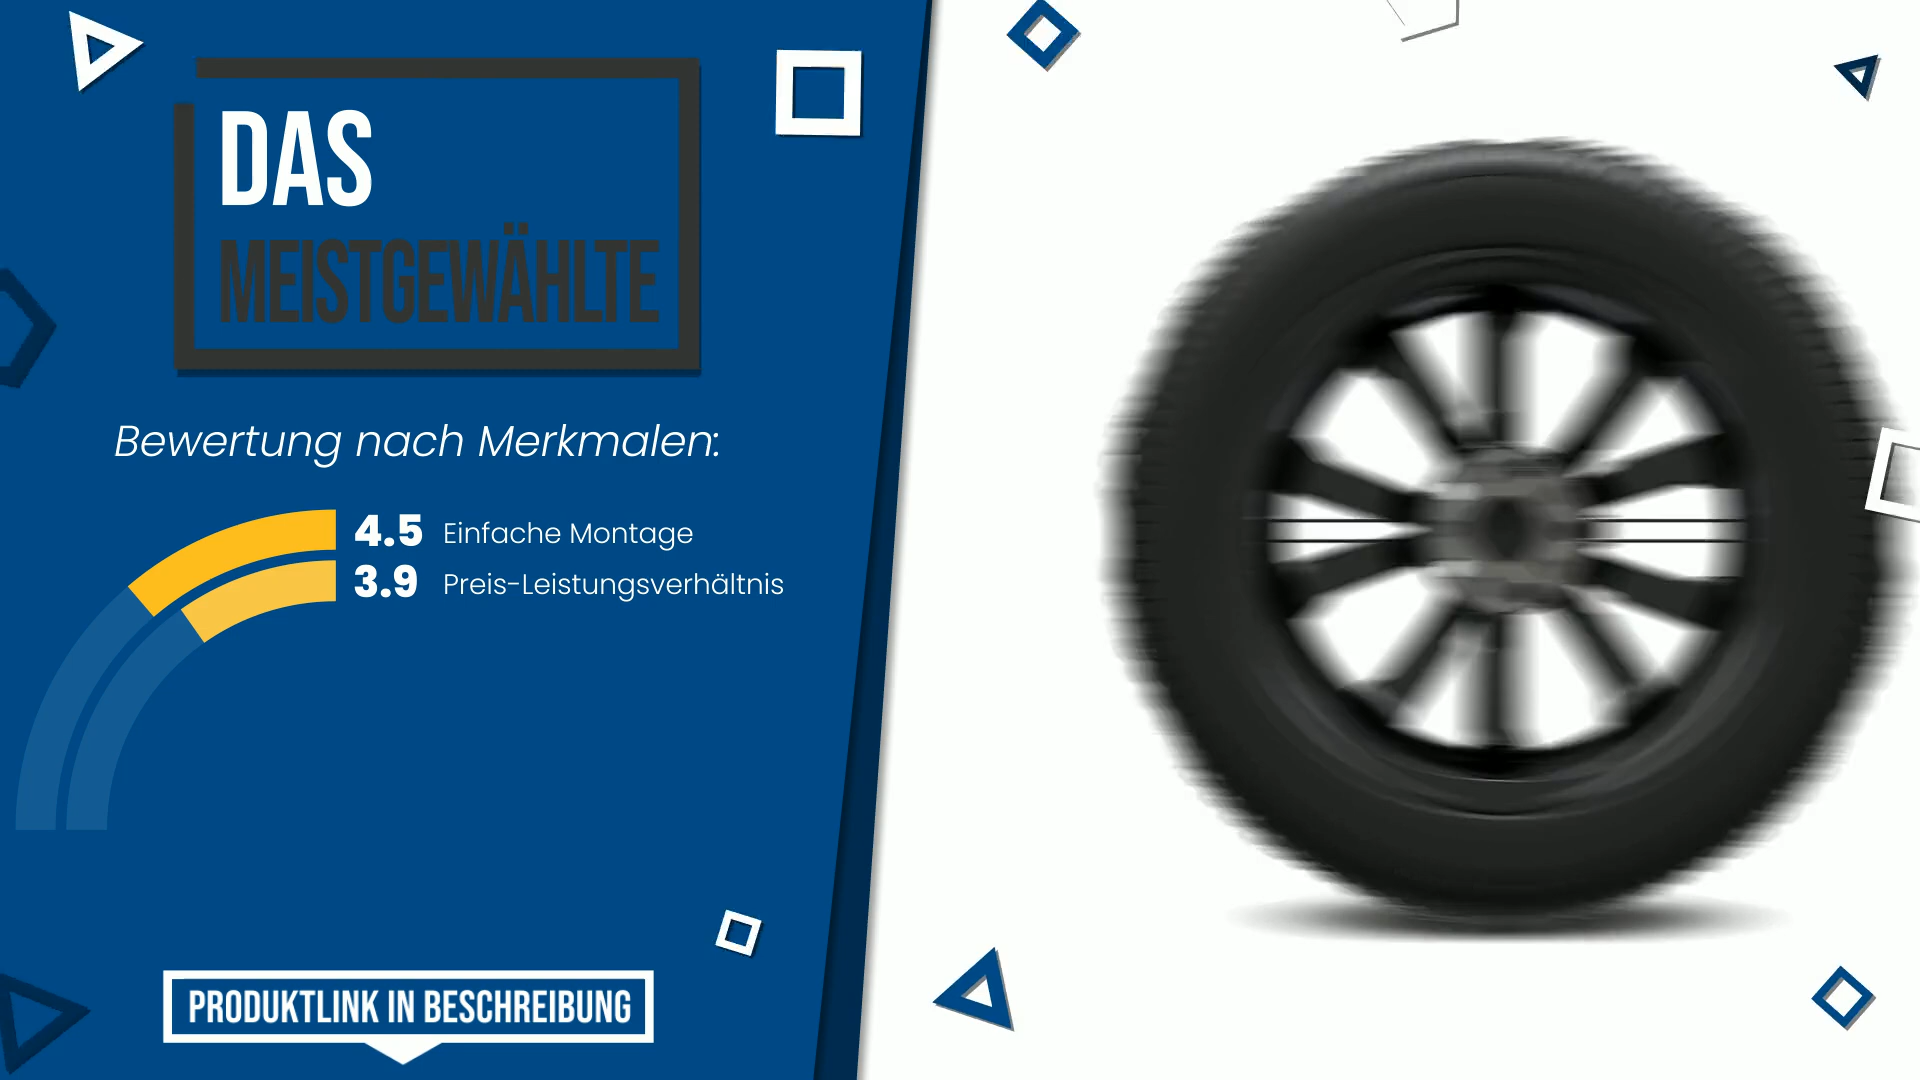 DAS
MEISTGEWÄHLTE
Bewertung nach Merkmalen:
4.5 Einfache Montage
3.9 Preis-Leistungsverhältnis
PRODUKTLINK IN BESCHREIBUNG